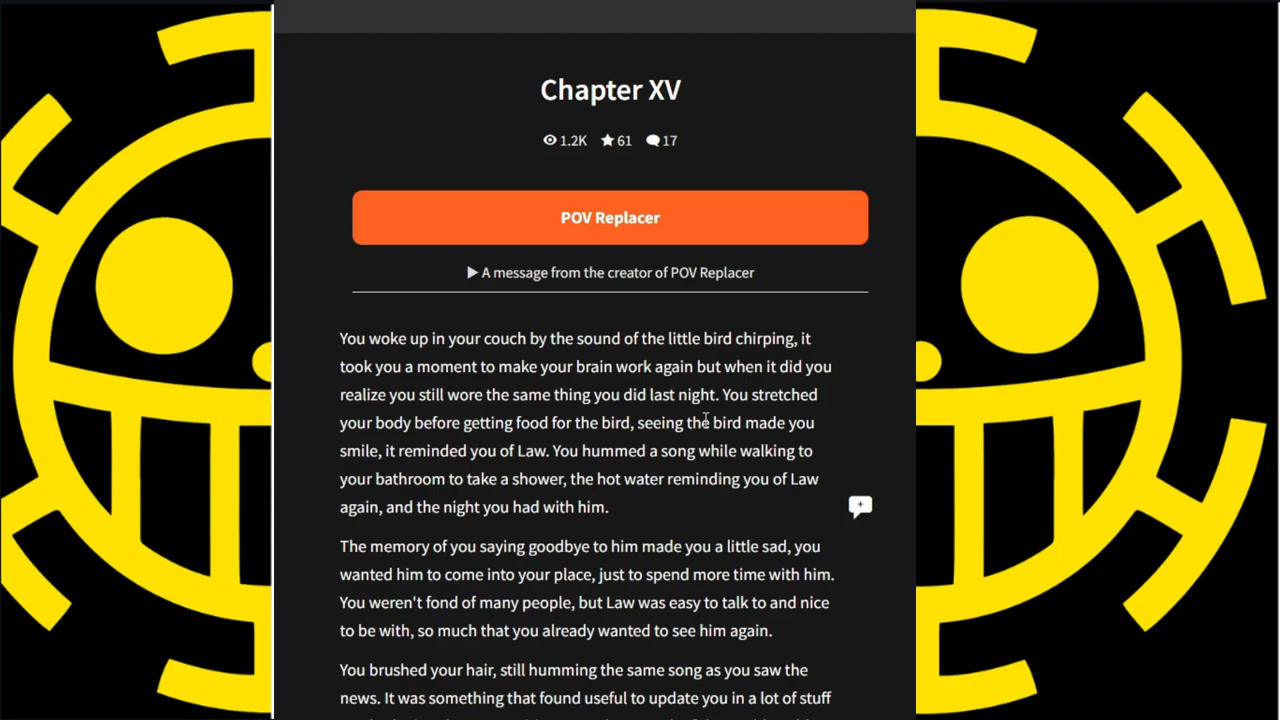 Chapter XV
1.2K 61 17
POV Replacer
A message from the creator of POV Replacer
You woke up in your couch by the sound of the little bird chirping, it
took you a moment to make your brain work again but when it did you
realize you still wore the same thing you did last night. You stretched
your body before getting food for the bird, seeing the bird made you
smile, it reminded you of Law. You hummed a song while walking to
your bathroom to take a shower, the hot water reminding you of Law
again, and the night you had with him.
The memory of you saying goodbye to him made you a little sad, you
wanted him to come into your place, just to spend more time with him.
You weren't fond of many people, but Law was easy to talk to and nice
to be with, so much that you already wanted to see him again.
You brushed your hair, still humming the same song as you saw the
news. It was something that found useful to update you in a lot of stuff